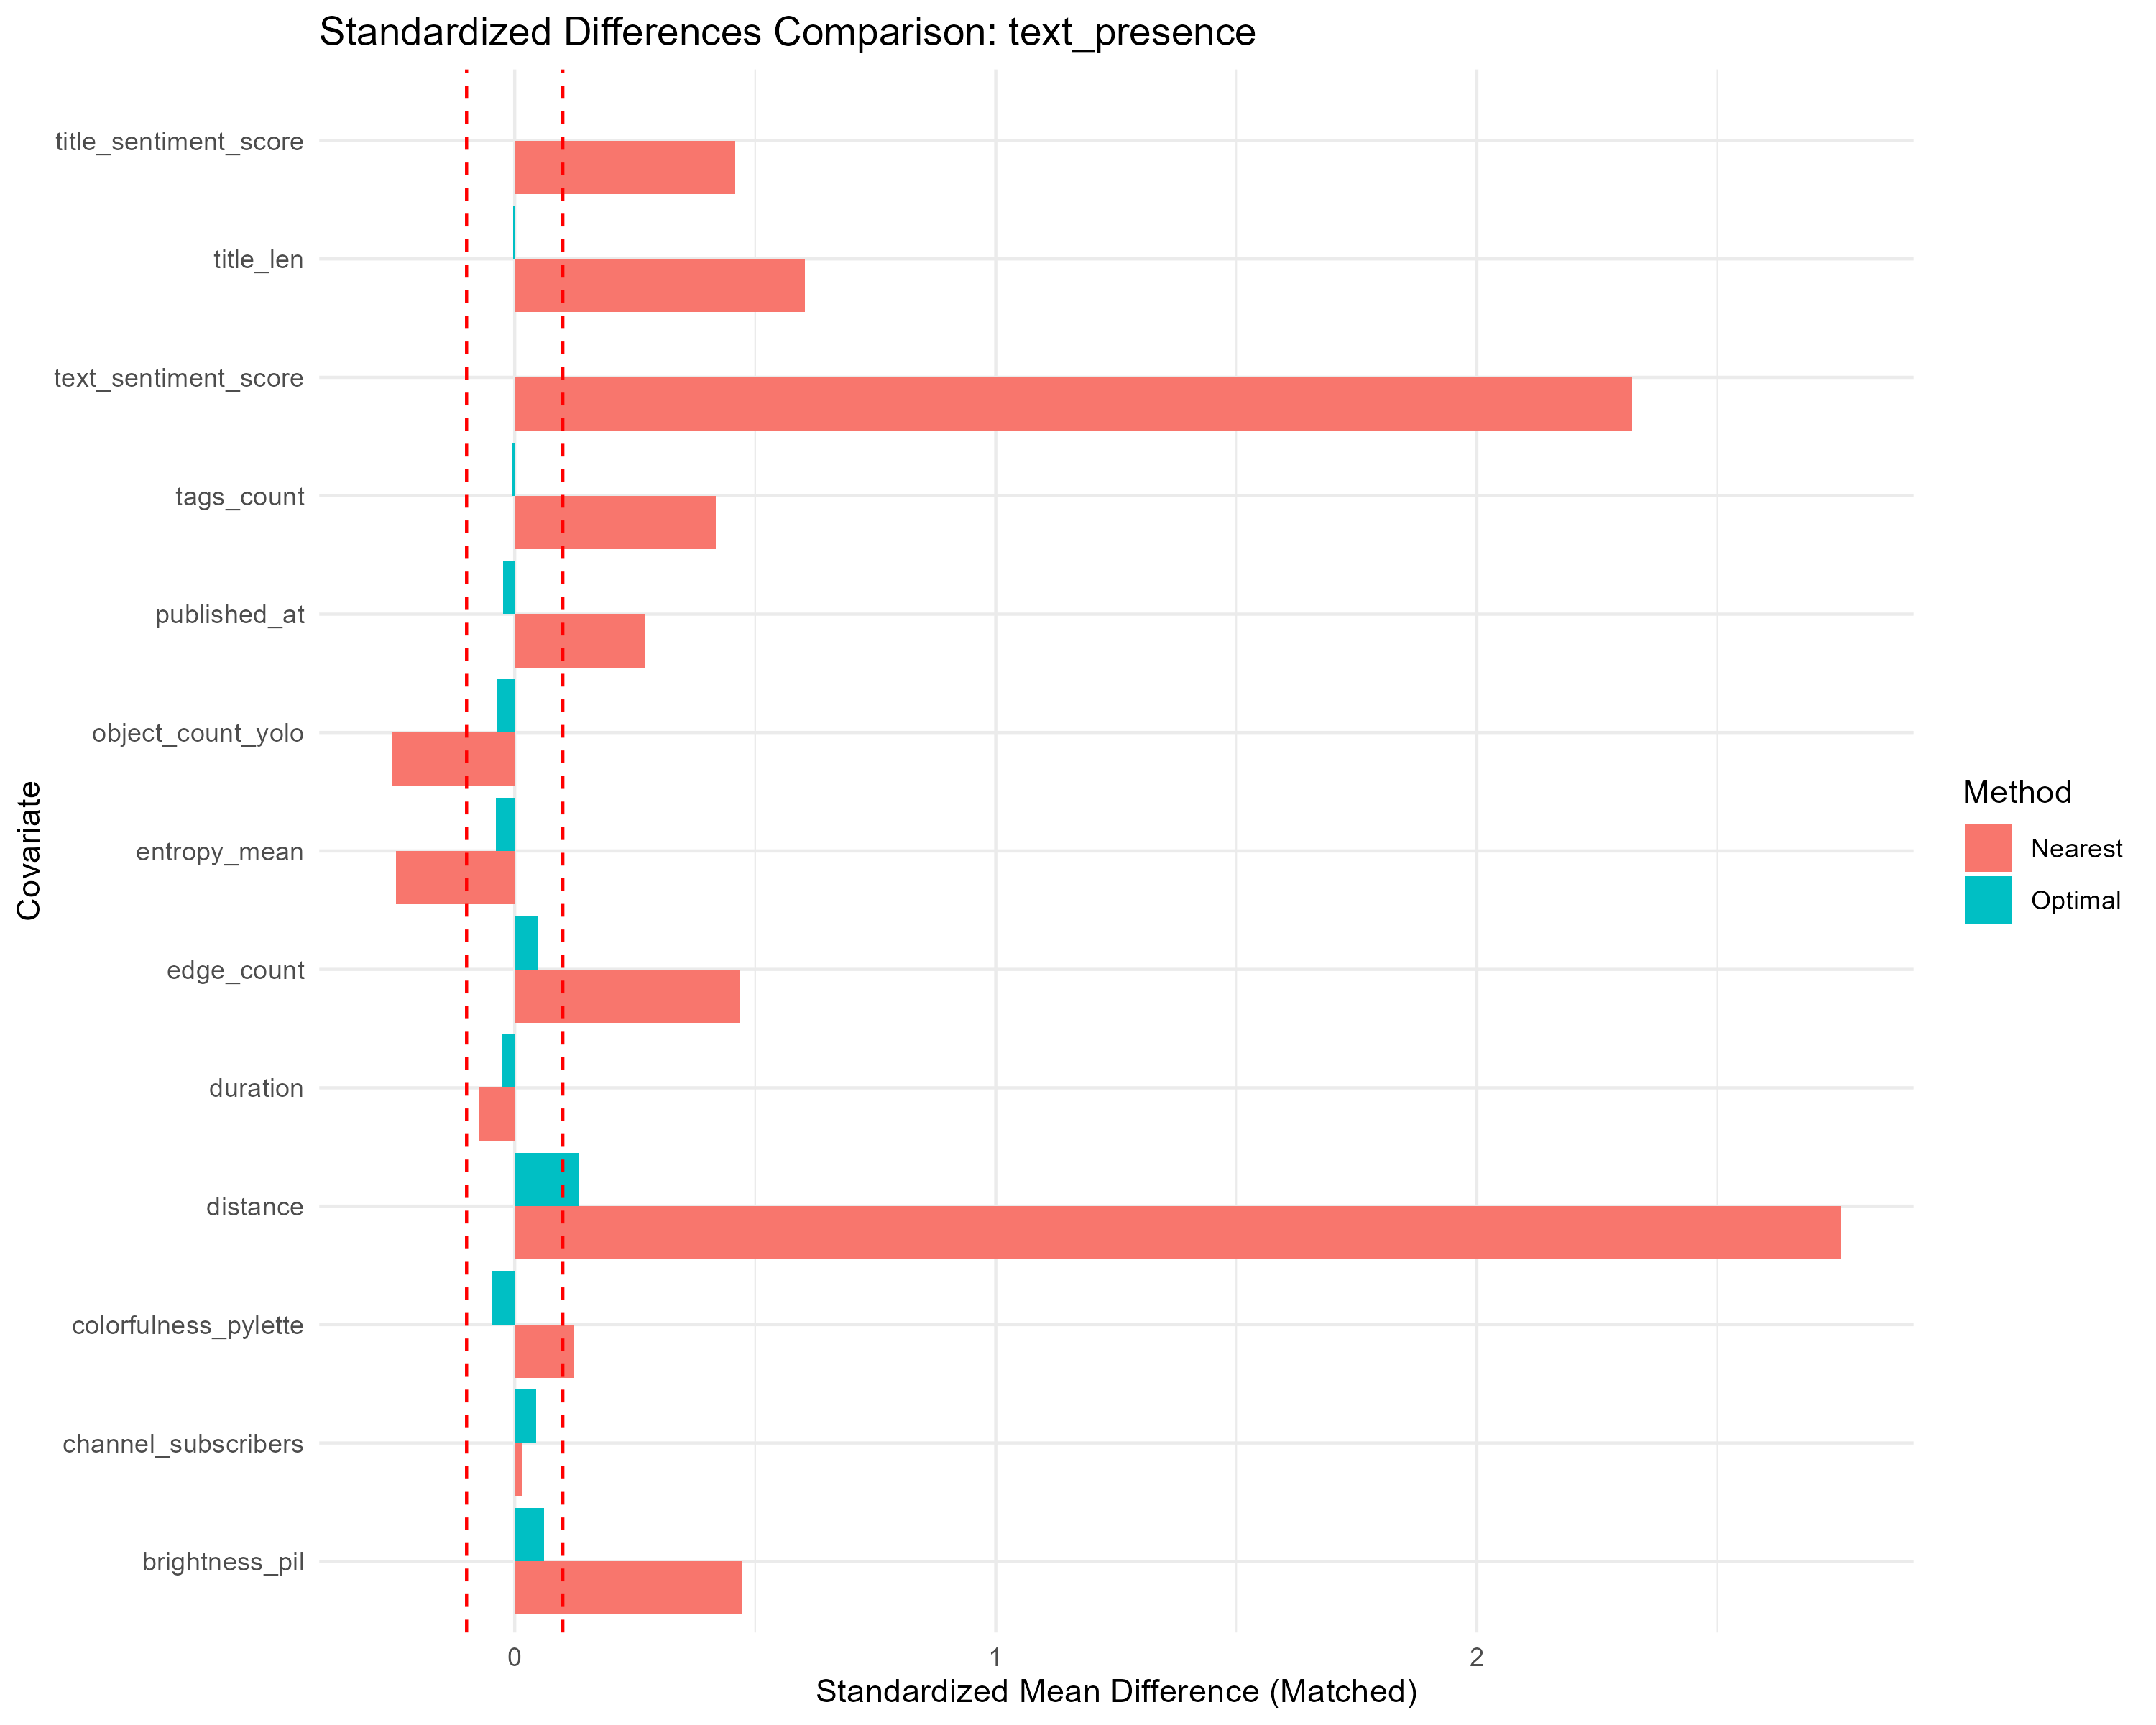 Standardized Differences Comparison: text_presence
Covariate
title_sentiment_score
title_len
text_sentiment_score
tags_count
published_at
object_count_yolo
entropy_mean
edge_count
duration
distance
colorfulness_pylette
channel_subscribers
brightness_pil
0 1 2
Standardized Mean Difference (Matched)
Method
Nearest
Optimal